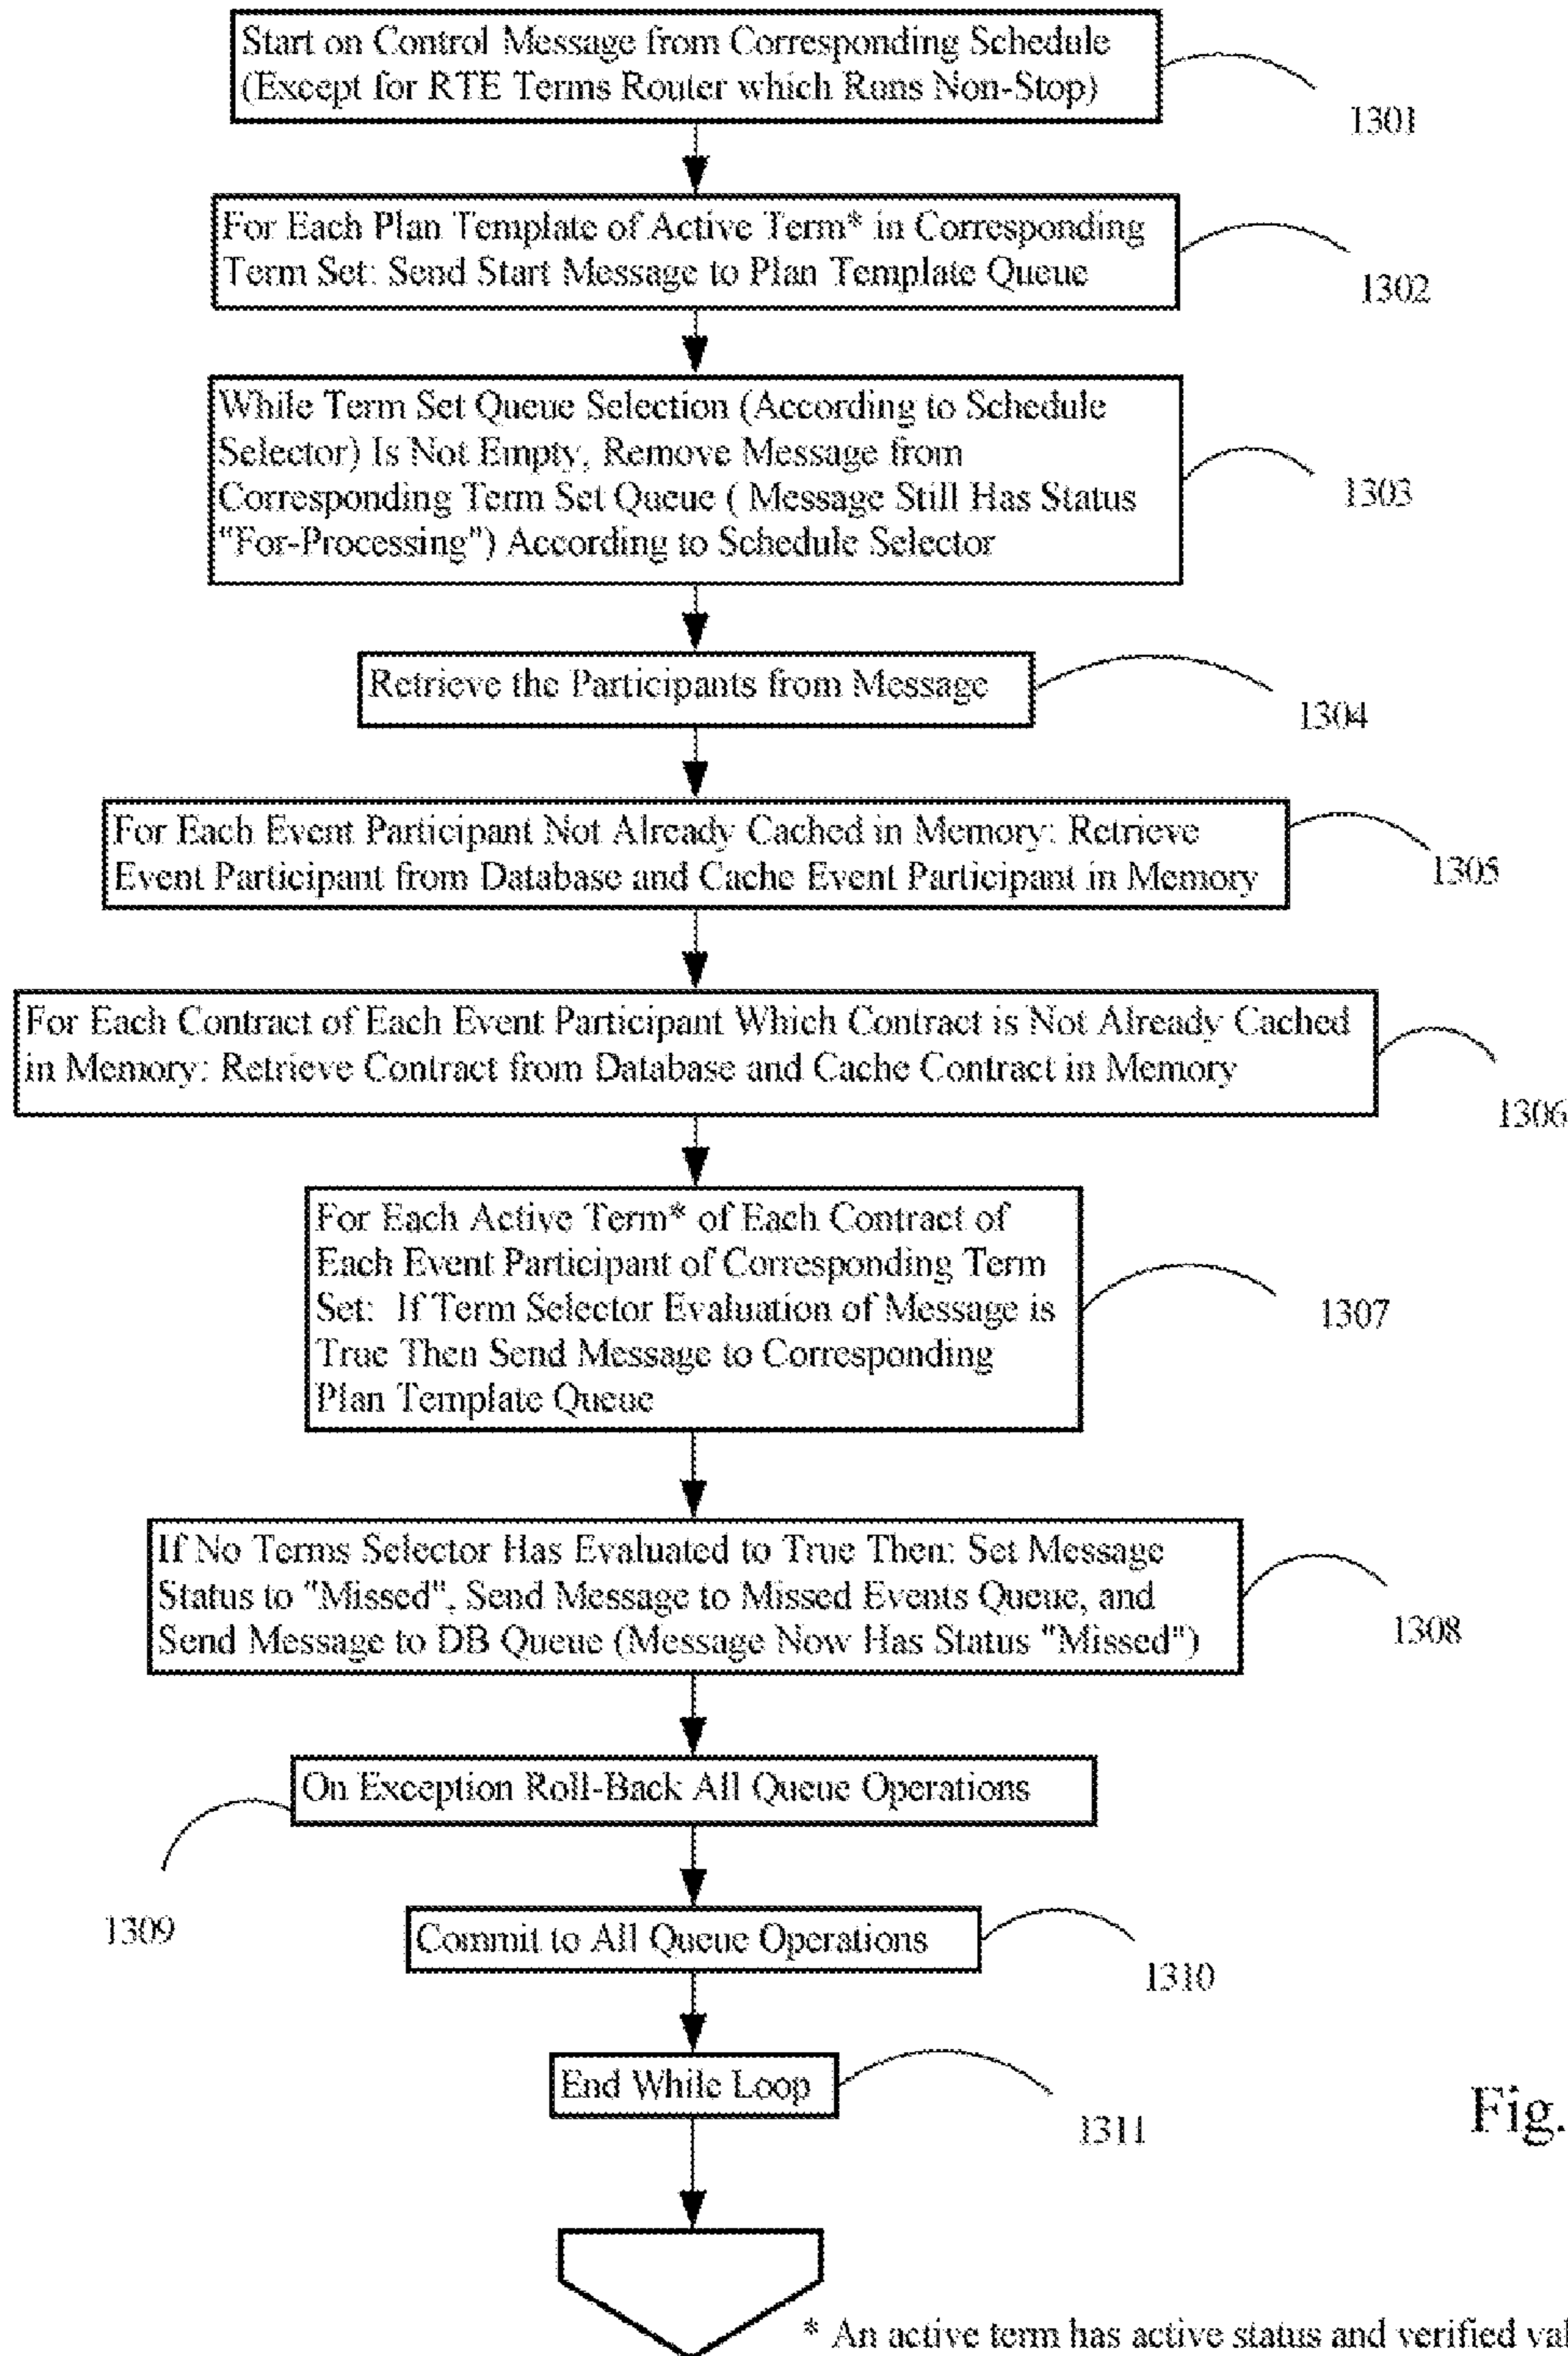 Start on Control Message from Corresponding Schedule
(Except for RTE Terms Router which Runs Non-Stop)
1301
For Each Plan Template of Active Term* in Corresponding
Term Set: Send Start Message to Plan Template Queue
1302
While Term Set Queue Selection (According to Schedule
Selector) Is Not Empty, Remove Message from
Corresponding Term Set Queue ( Message Still Has Status
"For-Processing") According to Schedule Selector
1303
Retrieve the Participants from Message
1304
For Each Event Participant Not Already Cached in Memory: Retrieve
Event Participant from Database and Cache Event Participant in Memory
1305
For Each Contract of Each Event Participant Which Contract is Not Already Cached
in Memory: Retrieve Contract from Database and Cache Contract in Memory
1306
For Each Active Term* of Each Contract of
Each Event Participant of Corresponding Term
Set: If Term Selector Evaluation of Message is
True Then Send Message to Corresponding
Plan Template Queue
1307
If No Terms Selector Has Evaluated to True Then: Set Message
Status to "Missed", Send Message to Missed Events Queue, and
Send Message to DB Queue (Message Now Has Status "Missed")
1308
On Exception Roll-Back All Queue Operations
1309
Commit to All Queue Operations
1310
End While Loop
1311
Fig.
* An active term has active status and verified